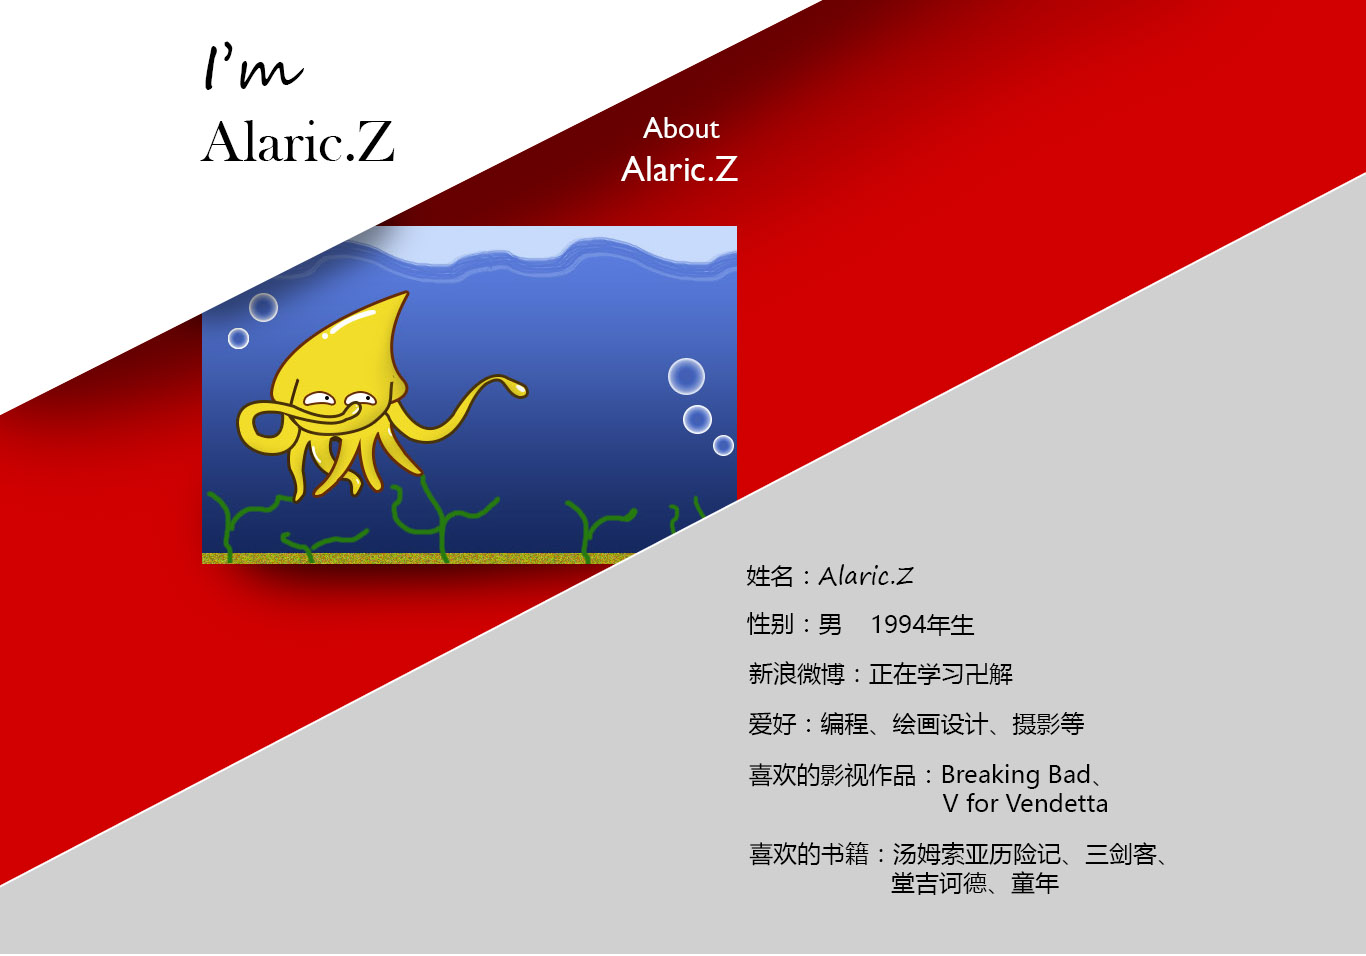 I'm
Alaric.Z
About
Alaric.Z
姓名：Alaric.Z
性别：男 1994年生
新浪微博：正在学习卍解
爱好：编程、绘画设计、摄影等
喜欢的影视作品：Breaking Bad、
V for Vendetta
喜欢的书籍：汤姆索亚历险记、三剑客、
堂吉诃德、童年